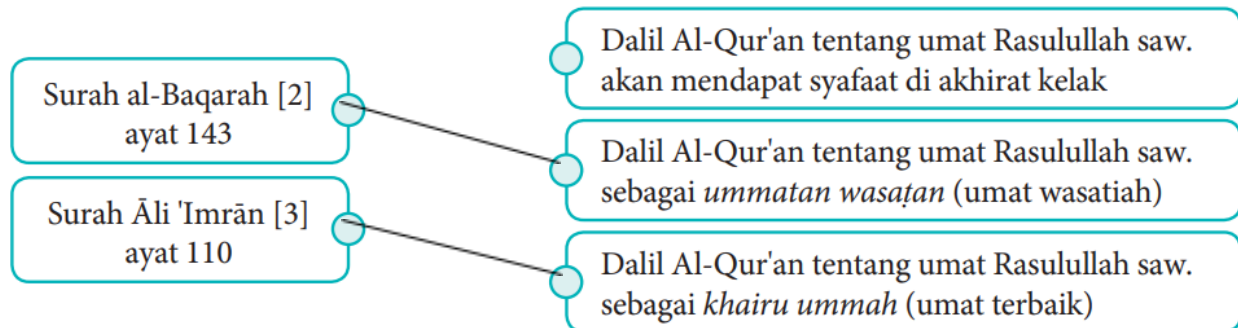 Surah al-Baqarah [2]
ayat 143
Surah Āli 'Imrān [3]
ayat 110
Dalil Al-Qur'an tentang umat Rasulullah saw.
akan mendapat syafaat di akhirat kelak
Dalil Al-Qur'an tentang umat Rasulullah saw.
sebagai ummatan wasaṭan (umat wasatiah)
Dalil Al-Qur'an tentang umat Rasulullah saw.
sebagai khairu ummah (umat terbaik)